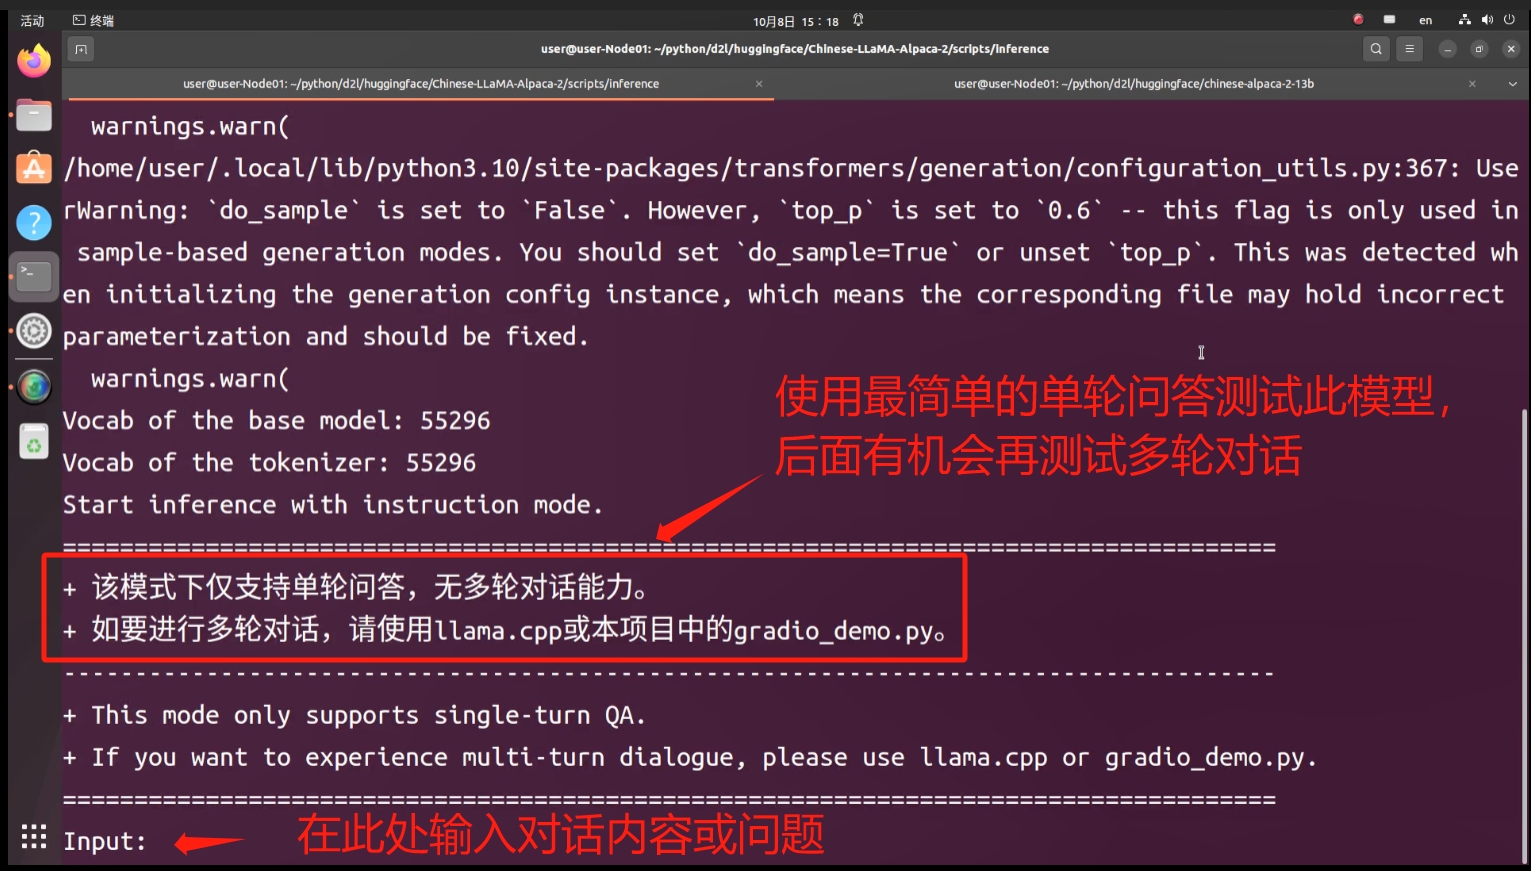 活动 终端 10月8日 15：18 en
user@user-Node01: ~/python/d2l/huggingface/Chinese-LLaMA-Alpaca-2/scripts/inference
user@user-Node01: ~/python/d2l/huggingface/Chinese-LLaMA-Alpaca-2/scripts/inference
user@user-Node01: ~/python/d2l/huggingface/chinese-alpaca-2-13b
warnings.warn(
/home/user/.local/lib/python3.10/site-packages/transformers/generation/configuration_utils.py:367: Use
rWarning: `do_sample` is set to `False`. However, `top_p` is set to `0.6` -- this flag is only used in
sample-based generation modes. You should set `do_sample=True` or unset `top_p`. This was detected wh
en initializing the generation config instance, which means the corresponding file may hold incorrect
parameterization and should be fixed.
warnings.warn(
使用最简单的单轮问答测试此模型，
后面有机会再测试多轮对话
Vocab of the base model: 55296
Vocab of the tokenizer: 55296
Start inference with instruction mode.
=====================================================================================
+ 该模式下仅支持单轮问答，无多轮对话能力。
+ 如要进行多轮对话，请使用llama.cpp或本项目中的gradio_demo.py。
-------------------------------------------------------------------------------------
+ This mode only supports single-turn QA.
+ If you want to experience multi-turn dialogue, please use llama.cpp or gradio_demo.py.
=====================================================================================
Input:
在此处输入对话内容或问题